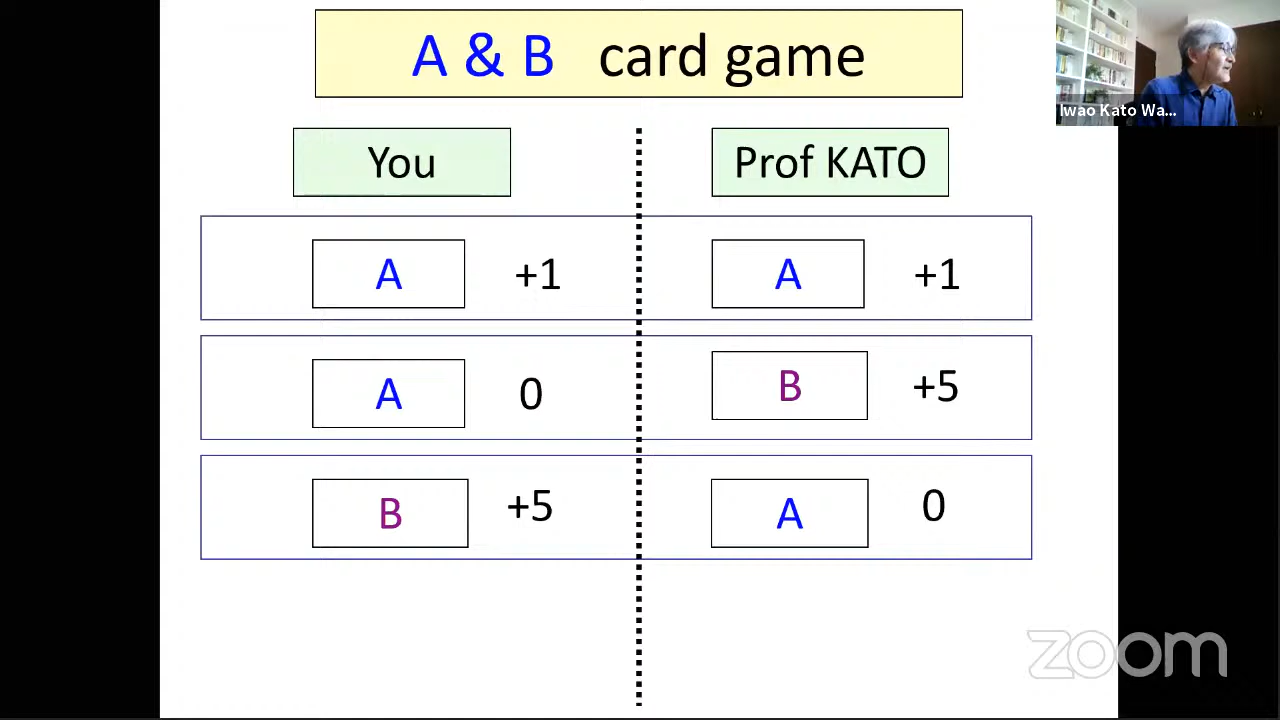 A & B card game
Iwao Kato Wa...
You Prof KATO
A +1 A +1
A 0 B +5
B +5 A 0
zoom